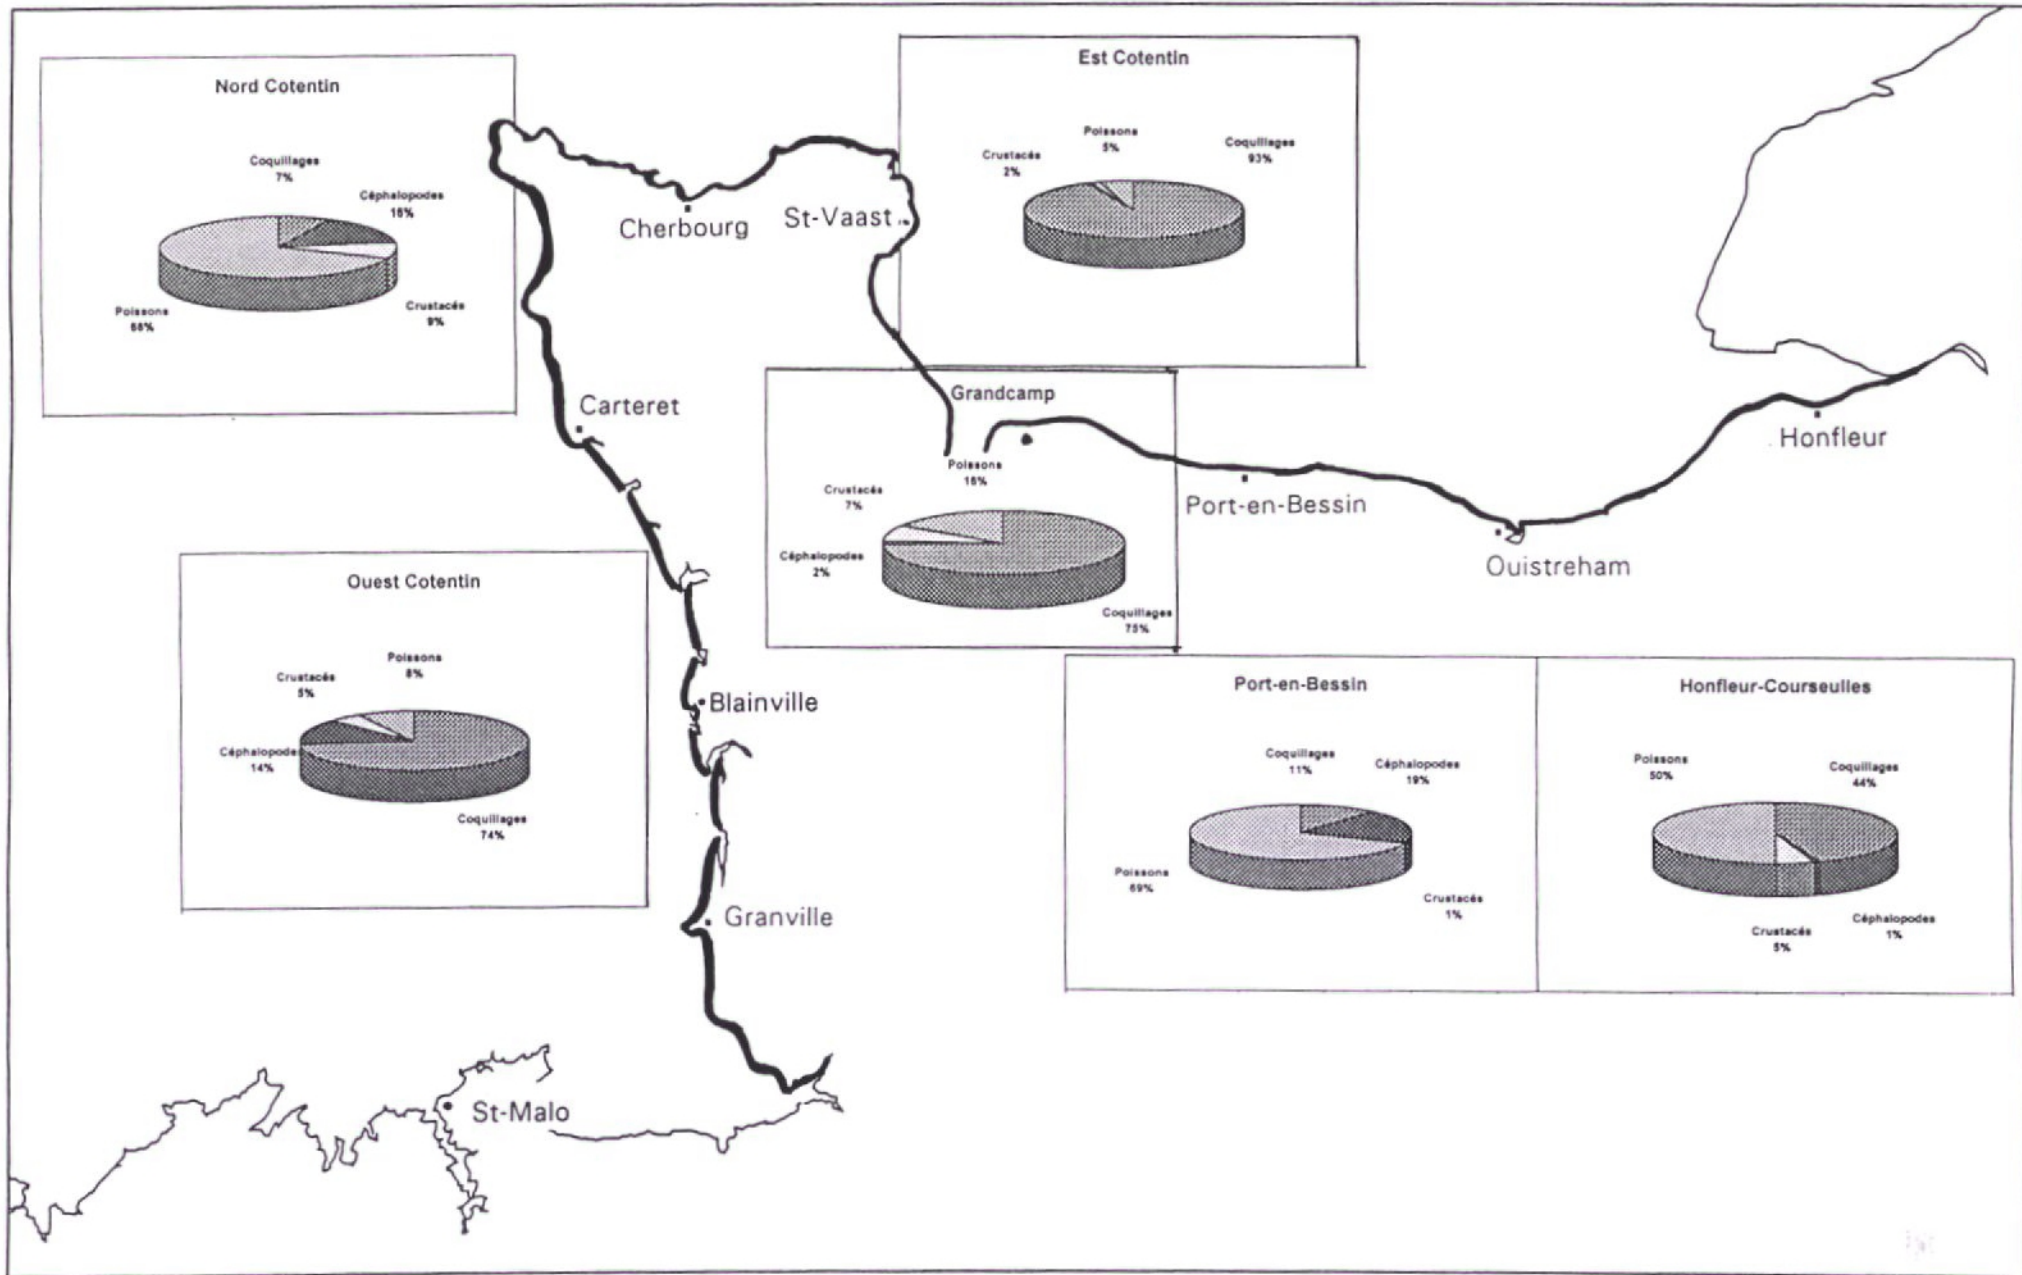 Nord Cotentin
Coquillages
7%
Céphalopodes
16%
Crustacés
9%
Poissons
68%
Est Cotentin
Poissons
5%
Coquillages
93%
Crustacés
2%
Cherbourg
St-Vaast
Carteret
Grandcamp
Poissons
16%
Crustacés
7%
Céphalopodes
2%
Coquillages
75%
Honfleur
Port-en-Bessin
Ouistreham
Ouest Cotentin
Poissons
8%
Crustacés
5%
Céphalopode
14%
Coquillages
74%
Blainville
Granville
St-Malo
Port-en-Bessin
Coquillages
11%
Céphalopodes
19%
Poissons
69%
Crustacés
1%
Honfleur-Courseulles
Poissons
50%
Coquillages
44%
Céphalopodes
1%
Crustacés
5%